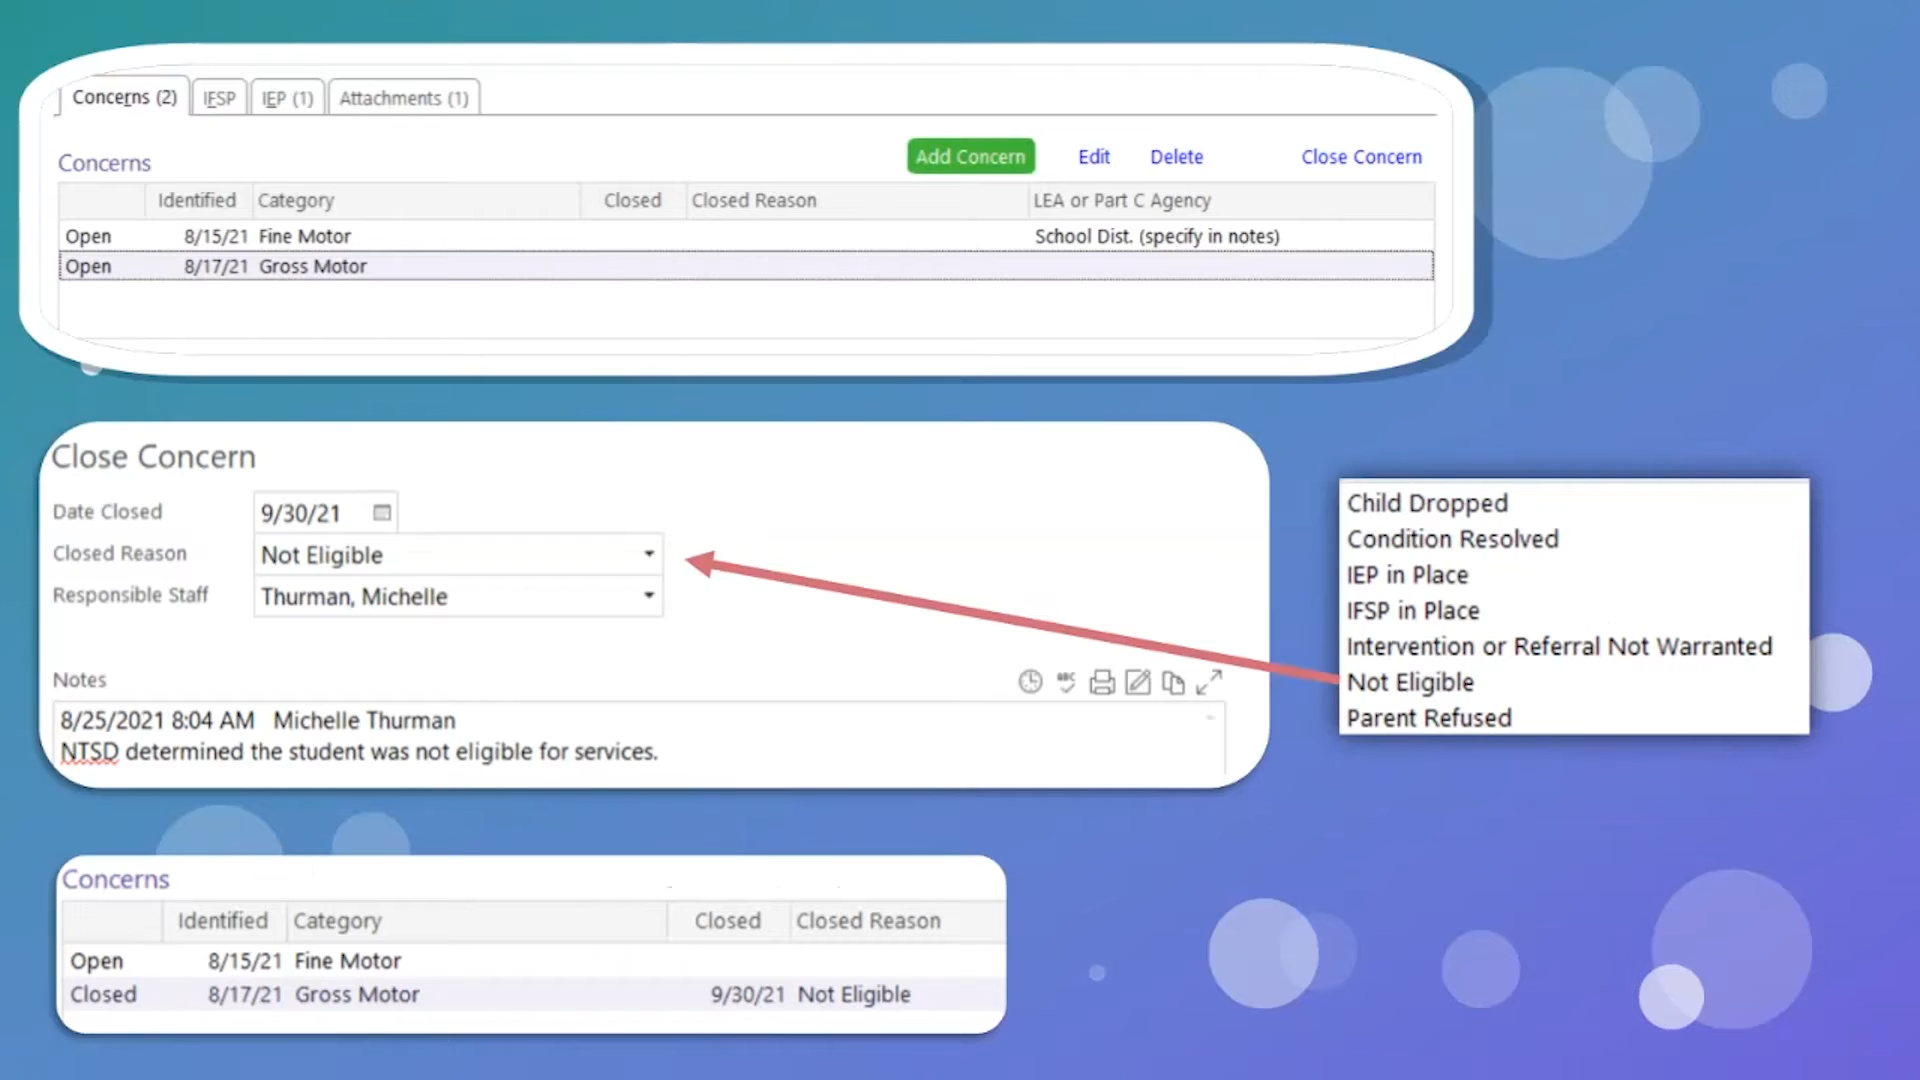 Concerns (2) IFSP IEP (1) Attachments (1)
Concerns Add Concern Edit Delete Close Concern
Identified Category Closed Closed Reason LEA or Part C Agency
Open 8/15/21 Fine Motor School Dist. (specify in notes)
Open 8/17/21 Gross Motor
Close Concern
Date Closed 9/30/21
Closed Reason Not Eligible
Responsible Staff Thurman, Michelle
Notes ABC
8/25/2021 8:04 AM Michelle Thurman
NTSD determined the student was not eligible for services.
Child Dropped
Condition Resolved
IEP in Place
IFSP in Place
Intervention or Referral Not Warranted
Not Eligible
Parent Refused
Concerns
Identified Category Closed Closed Reason
Open 8/15/21 Fine Motor
Closed 8/17/21 Gross Motor 9/30/21 Not Eligible